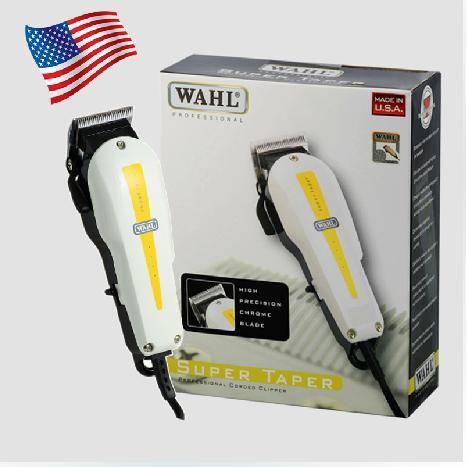 SUPER TAPER
WAHL®
PROFESSIONAL
MADE IN
U.S.A.
WAHL
WAHL
WAHL
HIGH
PRECISION
CHROME
BLADE
SUPER TAPER
PROFESSIONAL CORDED CLIPPER